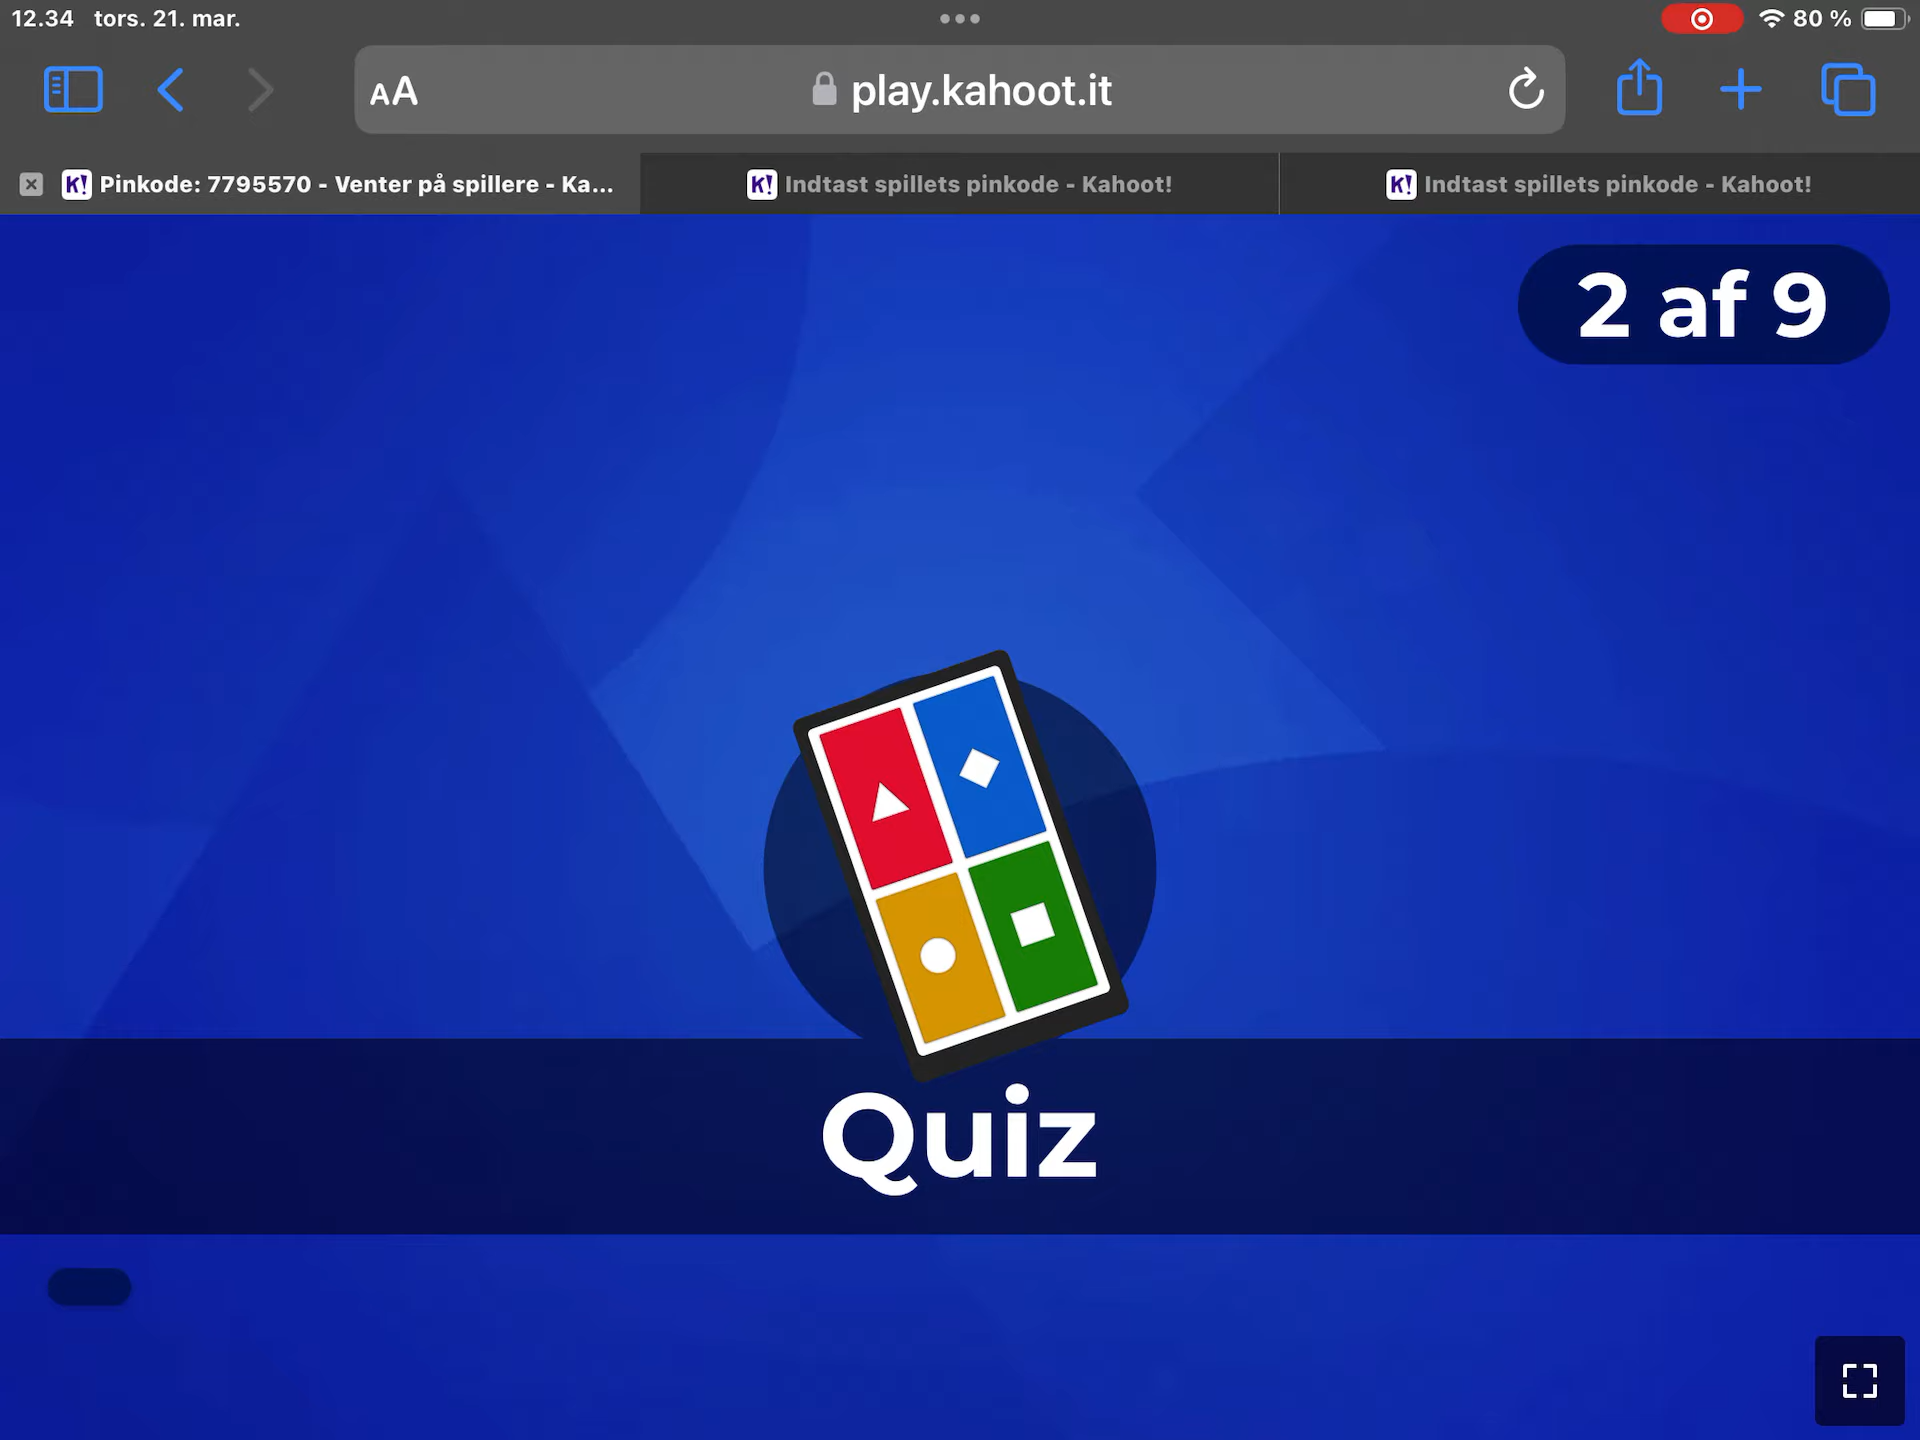 12.34 tors. 21. mar.
80 %
AA
play.kahoot.it
K! Pinkode: 7795570 - Venter på spillere - Ka...
K! Indtast spillets pinkode - Kahoot!
K! Indtast spillets pinkode - Kahoot!
2 af 9
Quiz